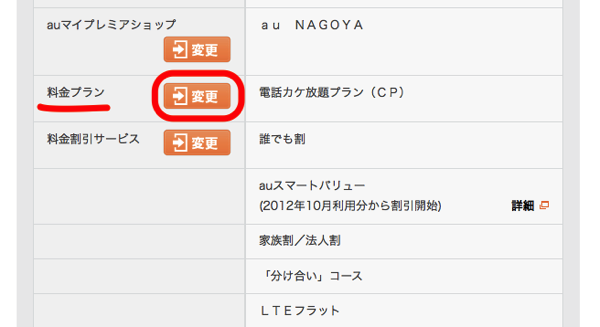 auマイプレミアショップ
ａｕ　ＮＡＧＯＹＡ
変更
料金プラン
変更
電話カケ放題プラン（ＣＰ）
料金割引サービス
変更
誰でも割
auスマートバリュー
(2012年10月利用分から割引開始)
詳細
家族割／法人割
「分け合い」コース
ＬＴＥフラット